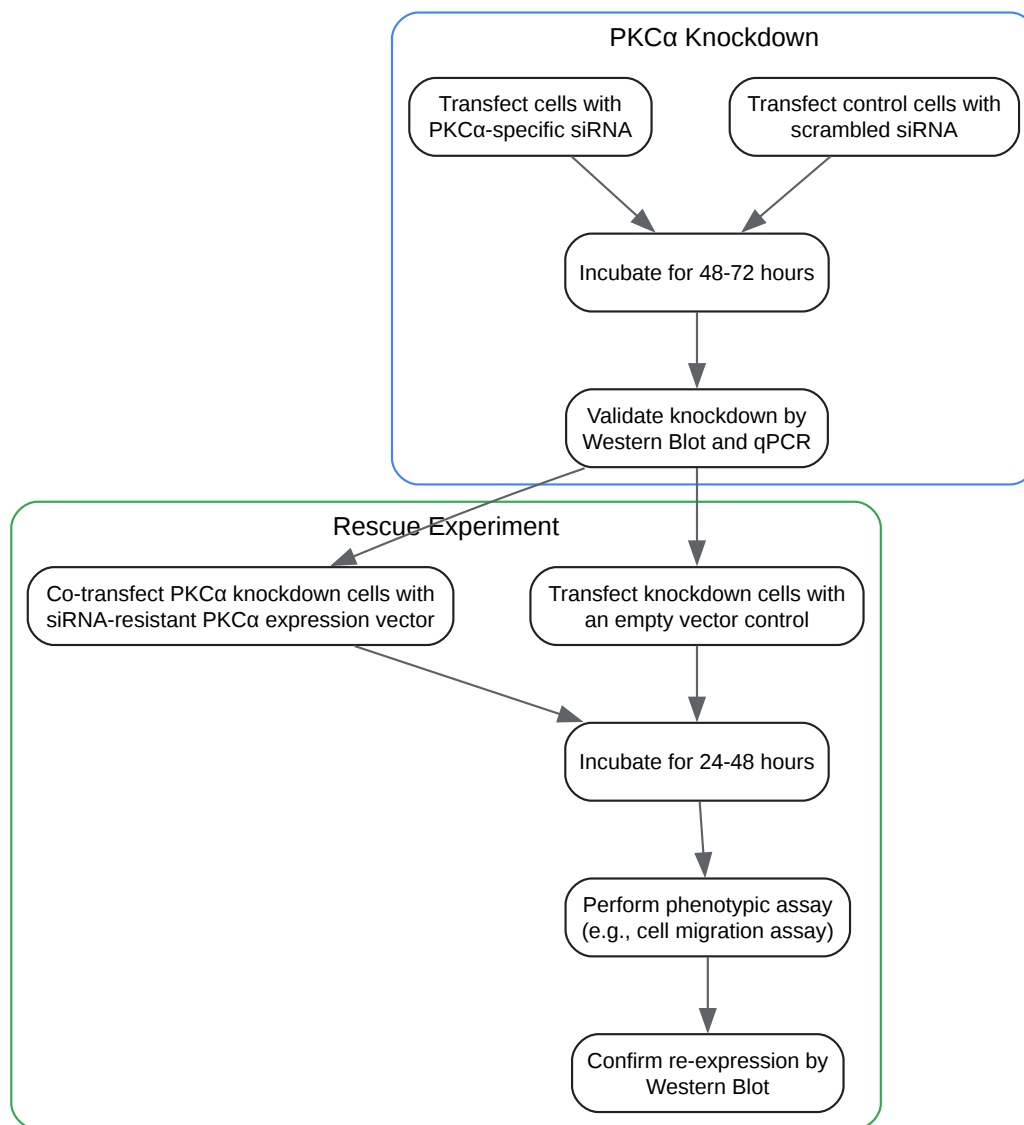 PKCα Knockdown
Transfect cells with
PKCα-specific siRNA
Transfect control cells with
scrambled siRNA
Incubate for 48-72 hours
Validate knockdown by
Western Blot and qPCR
Rescue Experiment
Co-transfect PKCα knockdown cells with
siRNA-resistant PKCα expression vector
Transfect knockdown cells with
an empty vector control
Incubate for 24-48 hours
Perform phenotypic assay
(e.g., cell migration assay)
Confirm re-expression by
Western Blot